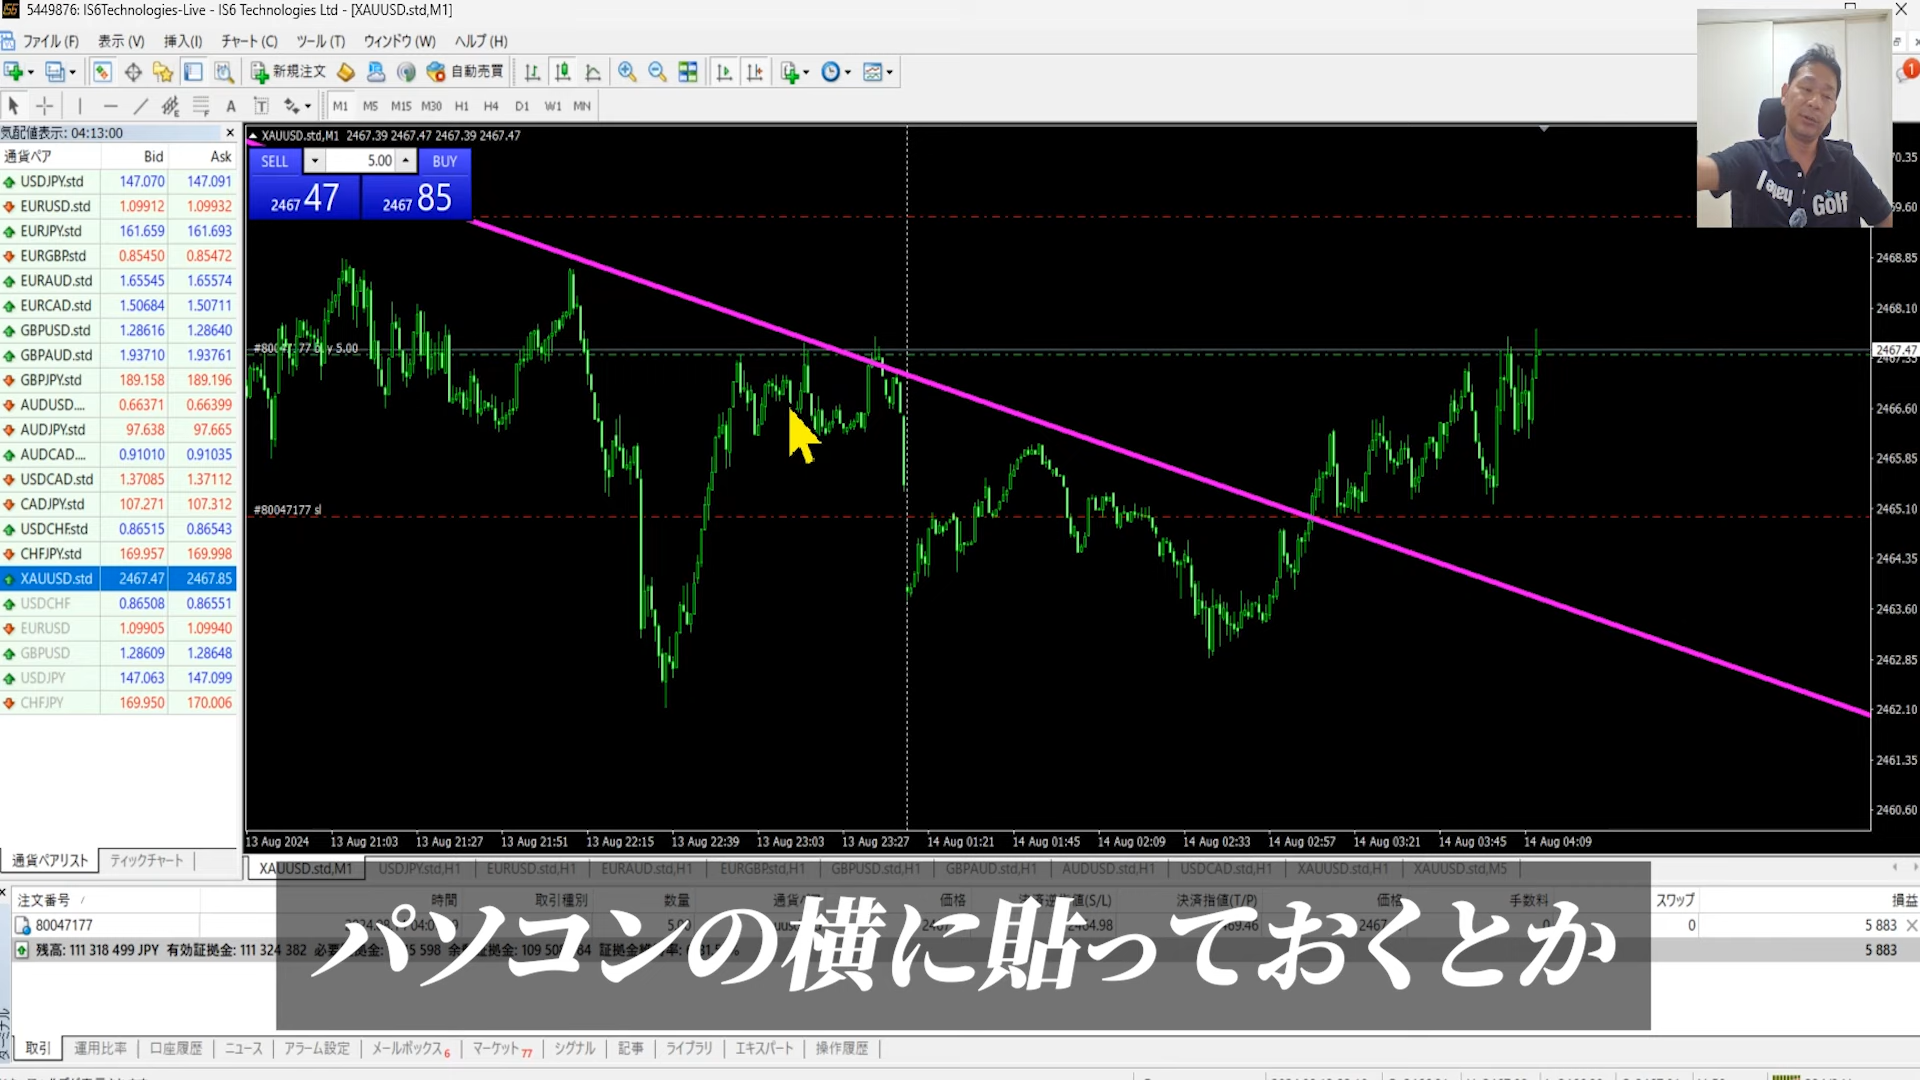 5449876: IS6Technologies-Live - IS6 Technologies Ltd - [XAUUSD.std,M1]
ファイル (F) 表示 (V) 挿入(I) チャート (C) ツール (T) ウィンドウ (W) ヘルプ (H)
新規注文 自動売買
A T M1 M5 M15 M30 H1 H4 D1 W1 MN
気配値表示: 04:13:00
通貨ペア Bid Ask
USDJPY.std 147.070 147.091
EURUSD.std 1.09912 1.09932
EURJPY.std 161.659 161.693
EURGBP.std 0.85450 0.85472
EURAUD.std 1.65545 1.65574
EURCAD.std 1.50684 1.50711
GBPUSD.std 1.28616 1.28640
GBPAUD.std 1.93710 1.93761
GBPJPY.std 189.158 189.196
AUDUSD.... 0.66371 0.66399
AUDJPY.std 97.638 97.665
AUDCAD.... 0.91010 0.91035
USDCAD.std 1.37085 1.37112
CADJPY.std 107.271 107.312
USDCHF.std 0.86515 0.86543
CHFJPY.std 169.957 169.998
XAUUSD.std 2467.47 2467.85
USDCHF 0.86508 0.86551
EURUSD 1.09905 1.09940
GBPUSD 1.28609 1.28648
USDJPY 147.063 147.099
CHFJPY 169.950 170.006
通貨ペアリスト ティックチャート
XAUUSD.std,M1 2467.39 2467.47 2467.39 2467.47
SELL 5.00 BUY
2467 47 2467 85
I hate Golf
1
2468.85
2468.10
#80047177 buy 5.00
2467.47
2466.60
2465.85
#80047177 sl
2465.10
2464.35
2463.60
2462.85
2462.10
2461.35
2460.60
13 Aug 2024 13 Aug 21:03 13 Aug 21:27 13 Aug 21:51 13 Aug 22:15 13 Aug 22:39 13 Aug 23:03 13 Aug 23:27 14 Aug 01:21 14 Aug 01:45 14 Aug 02:09 14 Aug 02:33 14 Aug 02:57 14 Aug 03:21 14 Aug 03:45 14 Aug 04:09
XAUUSD.std,M1 USDJPY.std,H1 EURUSD.std,H1 EURAUD.std,H1 EURGBP.std,H1 GBPUSD.std,H1 GBPAUD.std,H1 AUDUSD.std,H1 USDCAD.std,H1 XAUUSD.std,H1 XAUUSD.std,M5
注文番号 時間 取引種別 数量 価格 決済指値(T/P) 価格 手数料 スワップ 損益
80047177 0 5 883
残高: 111 318 499 JPY 有効証拠金: 111 324 382 5 883
パソコンの横に貼っておくとか
取引 運用比率 口座履歴 ニュース アラーム設定 メールボックス 6 マーケット 77 シグナル 記事 ライブラリ エキスパート 操作履歴